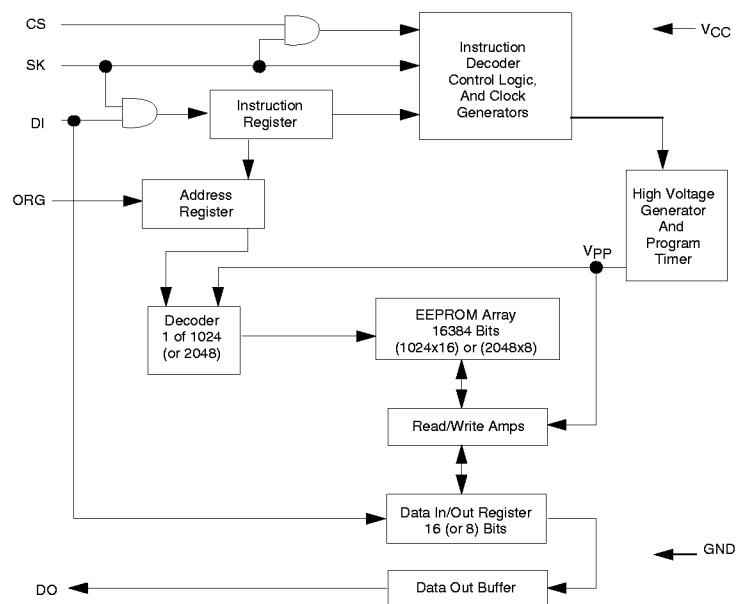 CS
SK
DI
ORG
Instruction
Decoder
Control Logic,
And Clock
Generators
VCC
Instruction
Register
Address
Register
High Voltage
Generator
And
Program
Timer
VPP
Decoder
1 of 1024
(or 2048)
EEPROM Array
16384 Bits
(1024x16) or (2048x8)
Read/Write Amps
Data In/Out Register
16 (or 8) Bits
GND
DO
Data Out Buffer